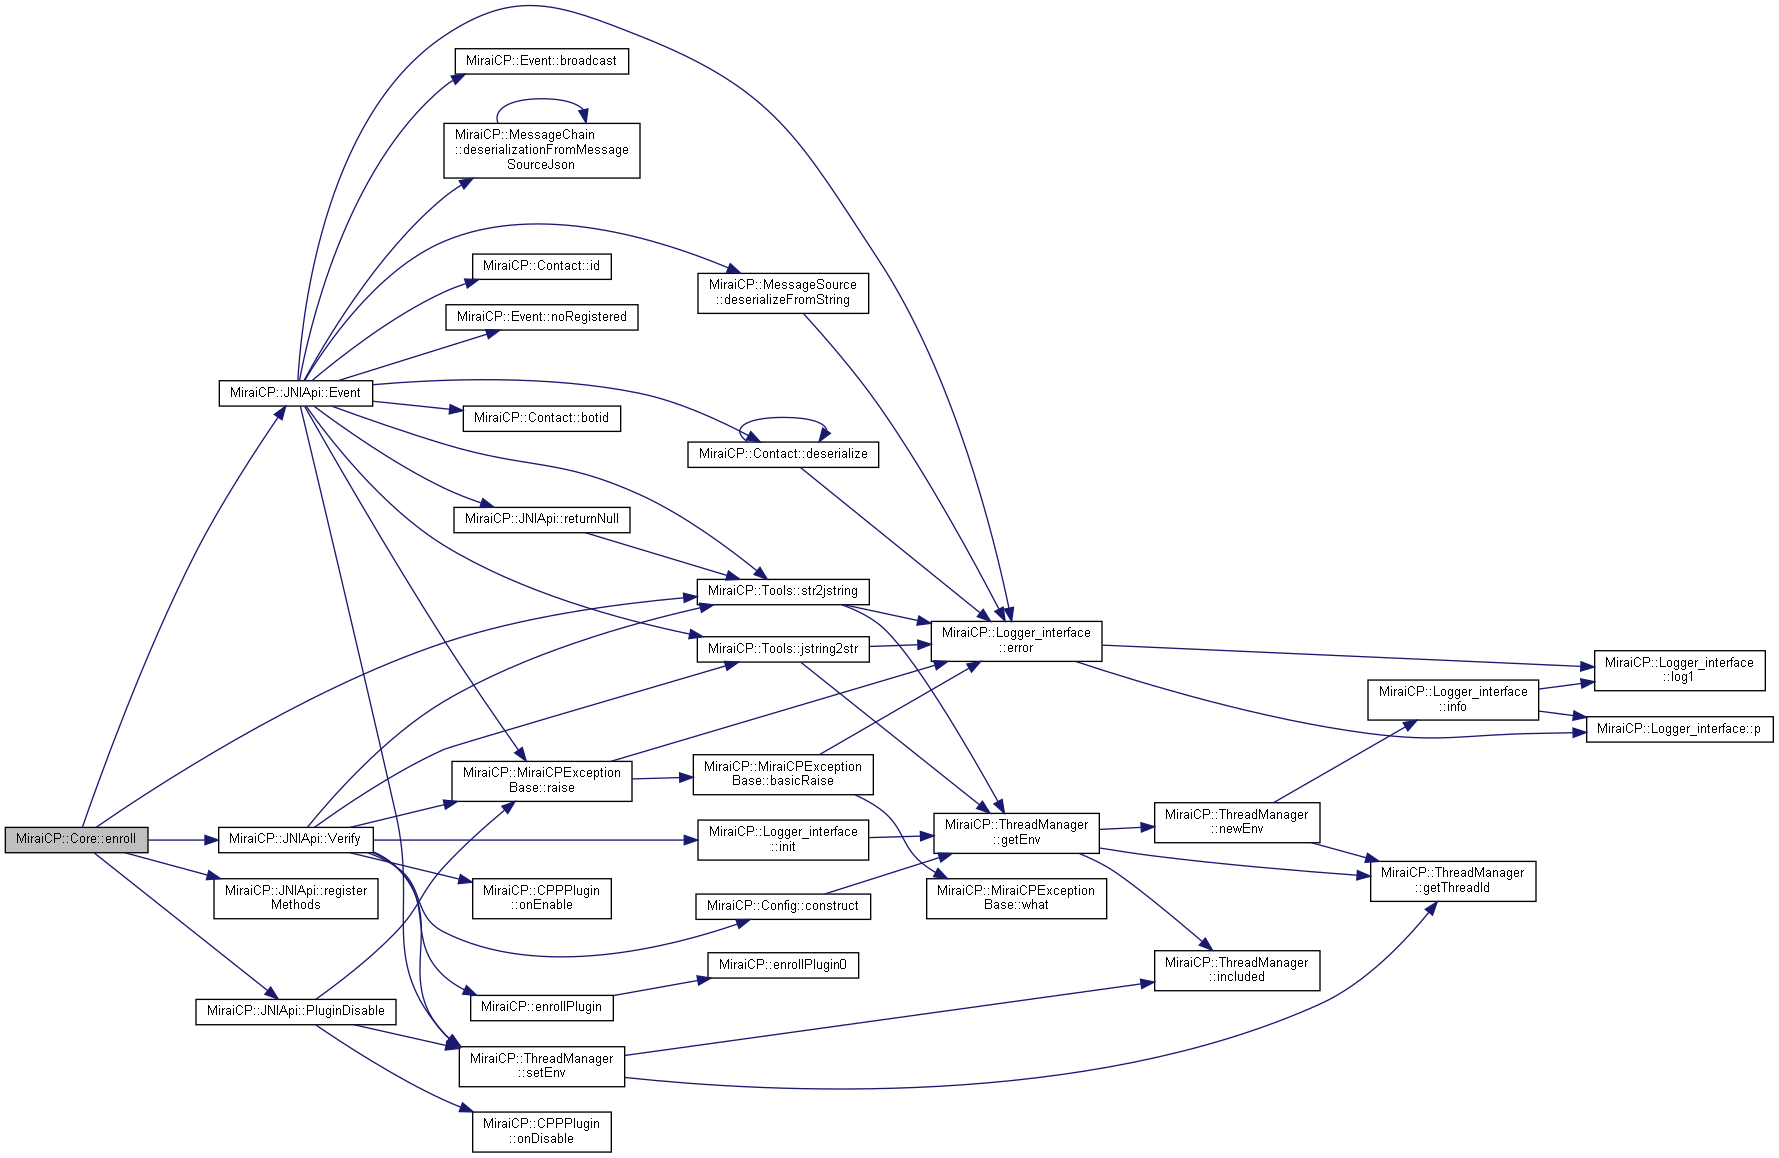 MiraiCP::Event::broadcast
MiraiCP::MessageChain
::deserializationFromMessage
SourceJson
MiraiCP::Contact::id
MiraiCP::MessageSource
::deserializeFromString
MiraiCP::Event::noRegistered
MiraiCP::JNIApi::Event
MiraiCP::Contact::botid
MiraiCP::Contact::deserialize
MiraiCP::JNIApi::returnNull
MiraiCP::Tools::str2jstring
MiraiCP::Logger_interface
::error
MiraiCP::Tools::jstring2str
MiraiCP::Logger_interface
::log1
MiraiCP::Logger_interface
::info
MiraiCP::Logger_interface::p
MiraiCP::MiraiCPException
Base::raise
MiraiCP::MiraiCPException
Base::basicRaise
MiraiCP::Core::enroll
MiraiCP::JNIApi::Verify
MiraiCP::Logger_interface
::init
MiraiCP::ThreadManager
::getEnv
MiraiCP::ThreadManager
::newEnv
MiraiCP::ThreadManager
::getThreadId
MiraiCP::JNIApi::register
Methods
MiraiCP::CPPPlugin
::onEnable
MiraiCP::Config::construct
MiraiCP::MiraiCPException
Base::what
MiraiCP::enrollPlugin0
MiraiCP::ThreadManager
::included
MiraiCP::JNIApi::PluginDisable
MiraiCP::enrollPlugin
MiraiCP::ThreadManager
::setEnv
MiraiCP::CPPPlugin
::onDisable